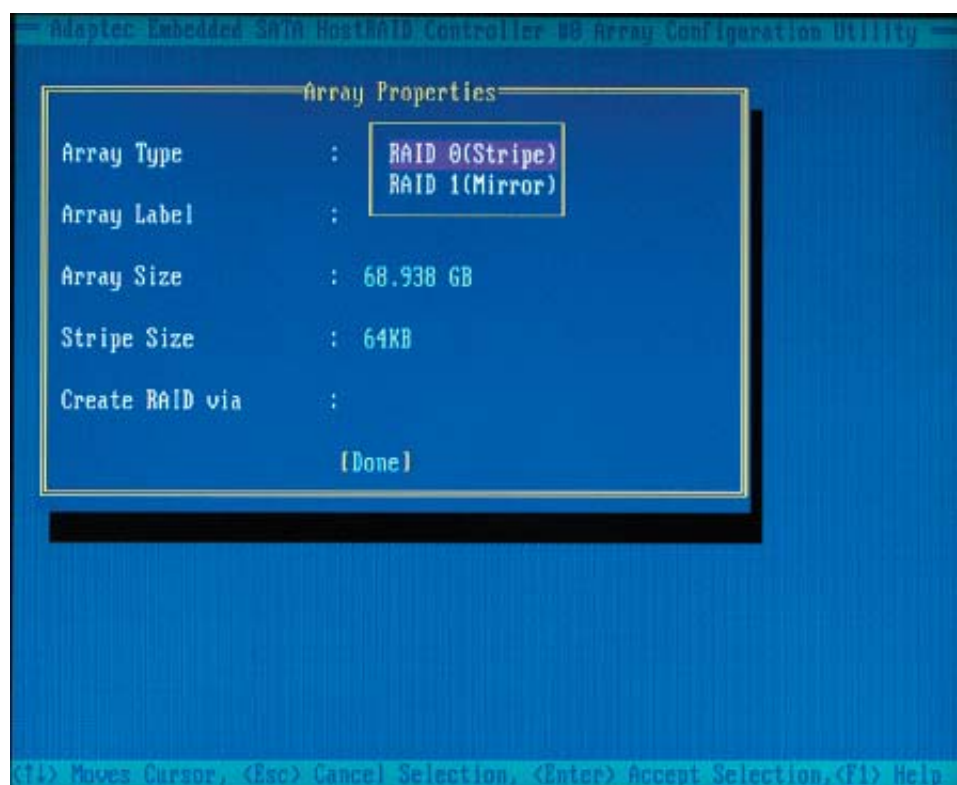 Adaptec Embedded SATA HostRAID Controller #0 Array Configuration Utility
Array Properties
Array Type : RAID 0(Stripe)
RAID 1(Mirror)
Array Label :
Array Size : 68.938 GB
Stripe Size : 64KB
Create RAID via :
[Done]
<↑↓> Moves Cursor, <Esc> Cancel Selection, <Enter> Accept Selection,<F1> Help